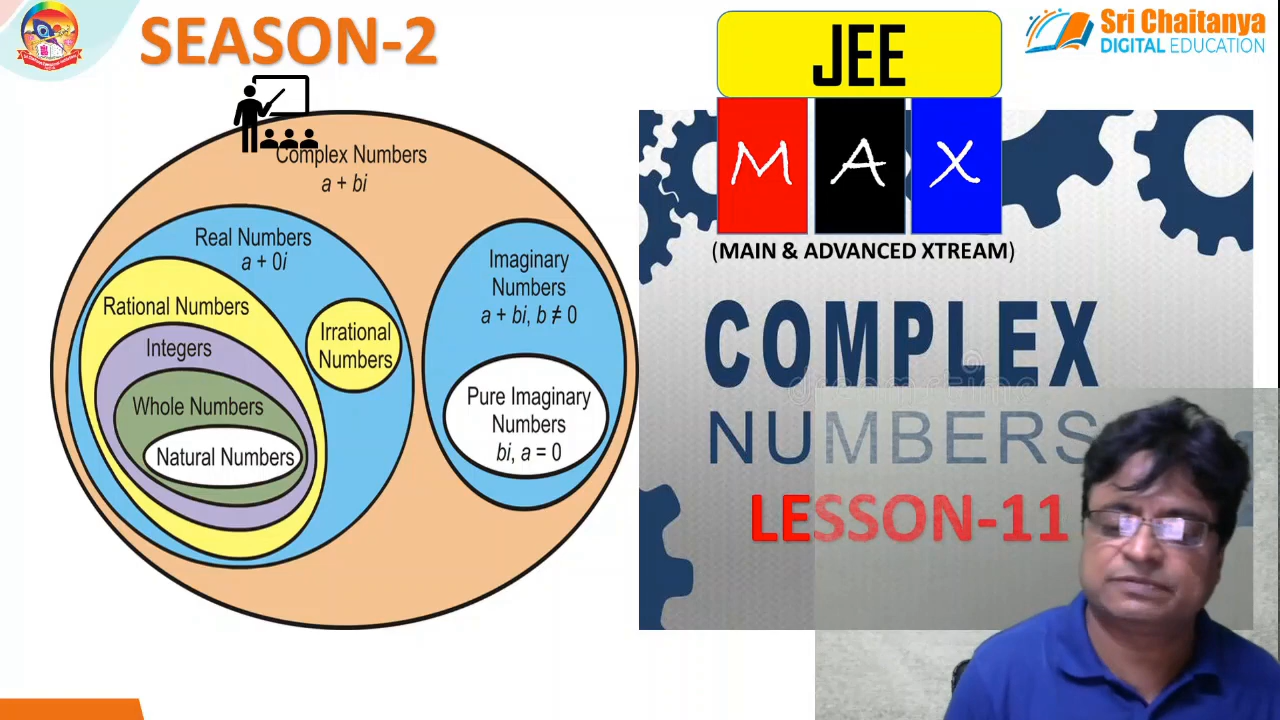 SEASON-2
JEE
Sri Chaitanya
DIGITAL EDUCATION
M A X
(MAIN & ADVANCED XTREAM)
Complex Numbers
a + bi
Real Numbers
a + 0i
Rational Numbers
Integers
Whole Numbers
Natural Numbers
Irrational
Numbers
Imaginary
Numbers
a + bi, b ≠ 0
Pure Imaginary
Numbers
bi, a = 0
COMPLEX
dreamstime
NUMBERS
LESSON-11